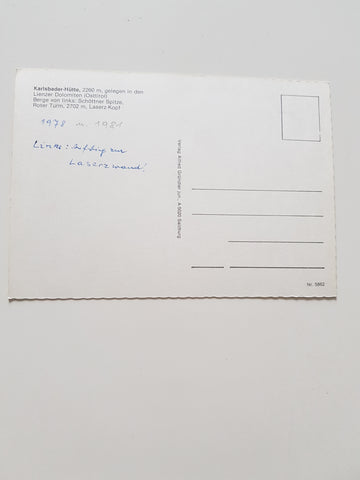 Karlsbader-Hütte, 2260 m, gelegen in den
Lienzer Dolomiten (Osttirol)
Berge von links: Schöttner Spitze,
Roter Turm, 2702 m, Laserz Kopf
1978 u 1981
Links: Aufstieg zur
Laserzwand!
Verlag Alfred Gründler jun. · A-5020 Salzburg
Nr. 5862